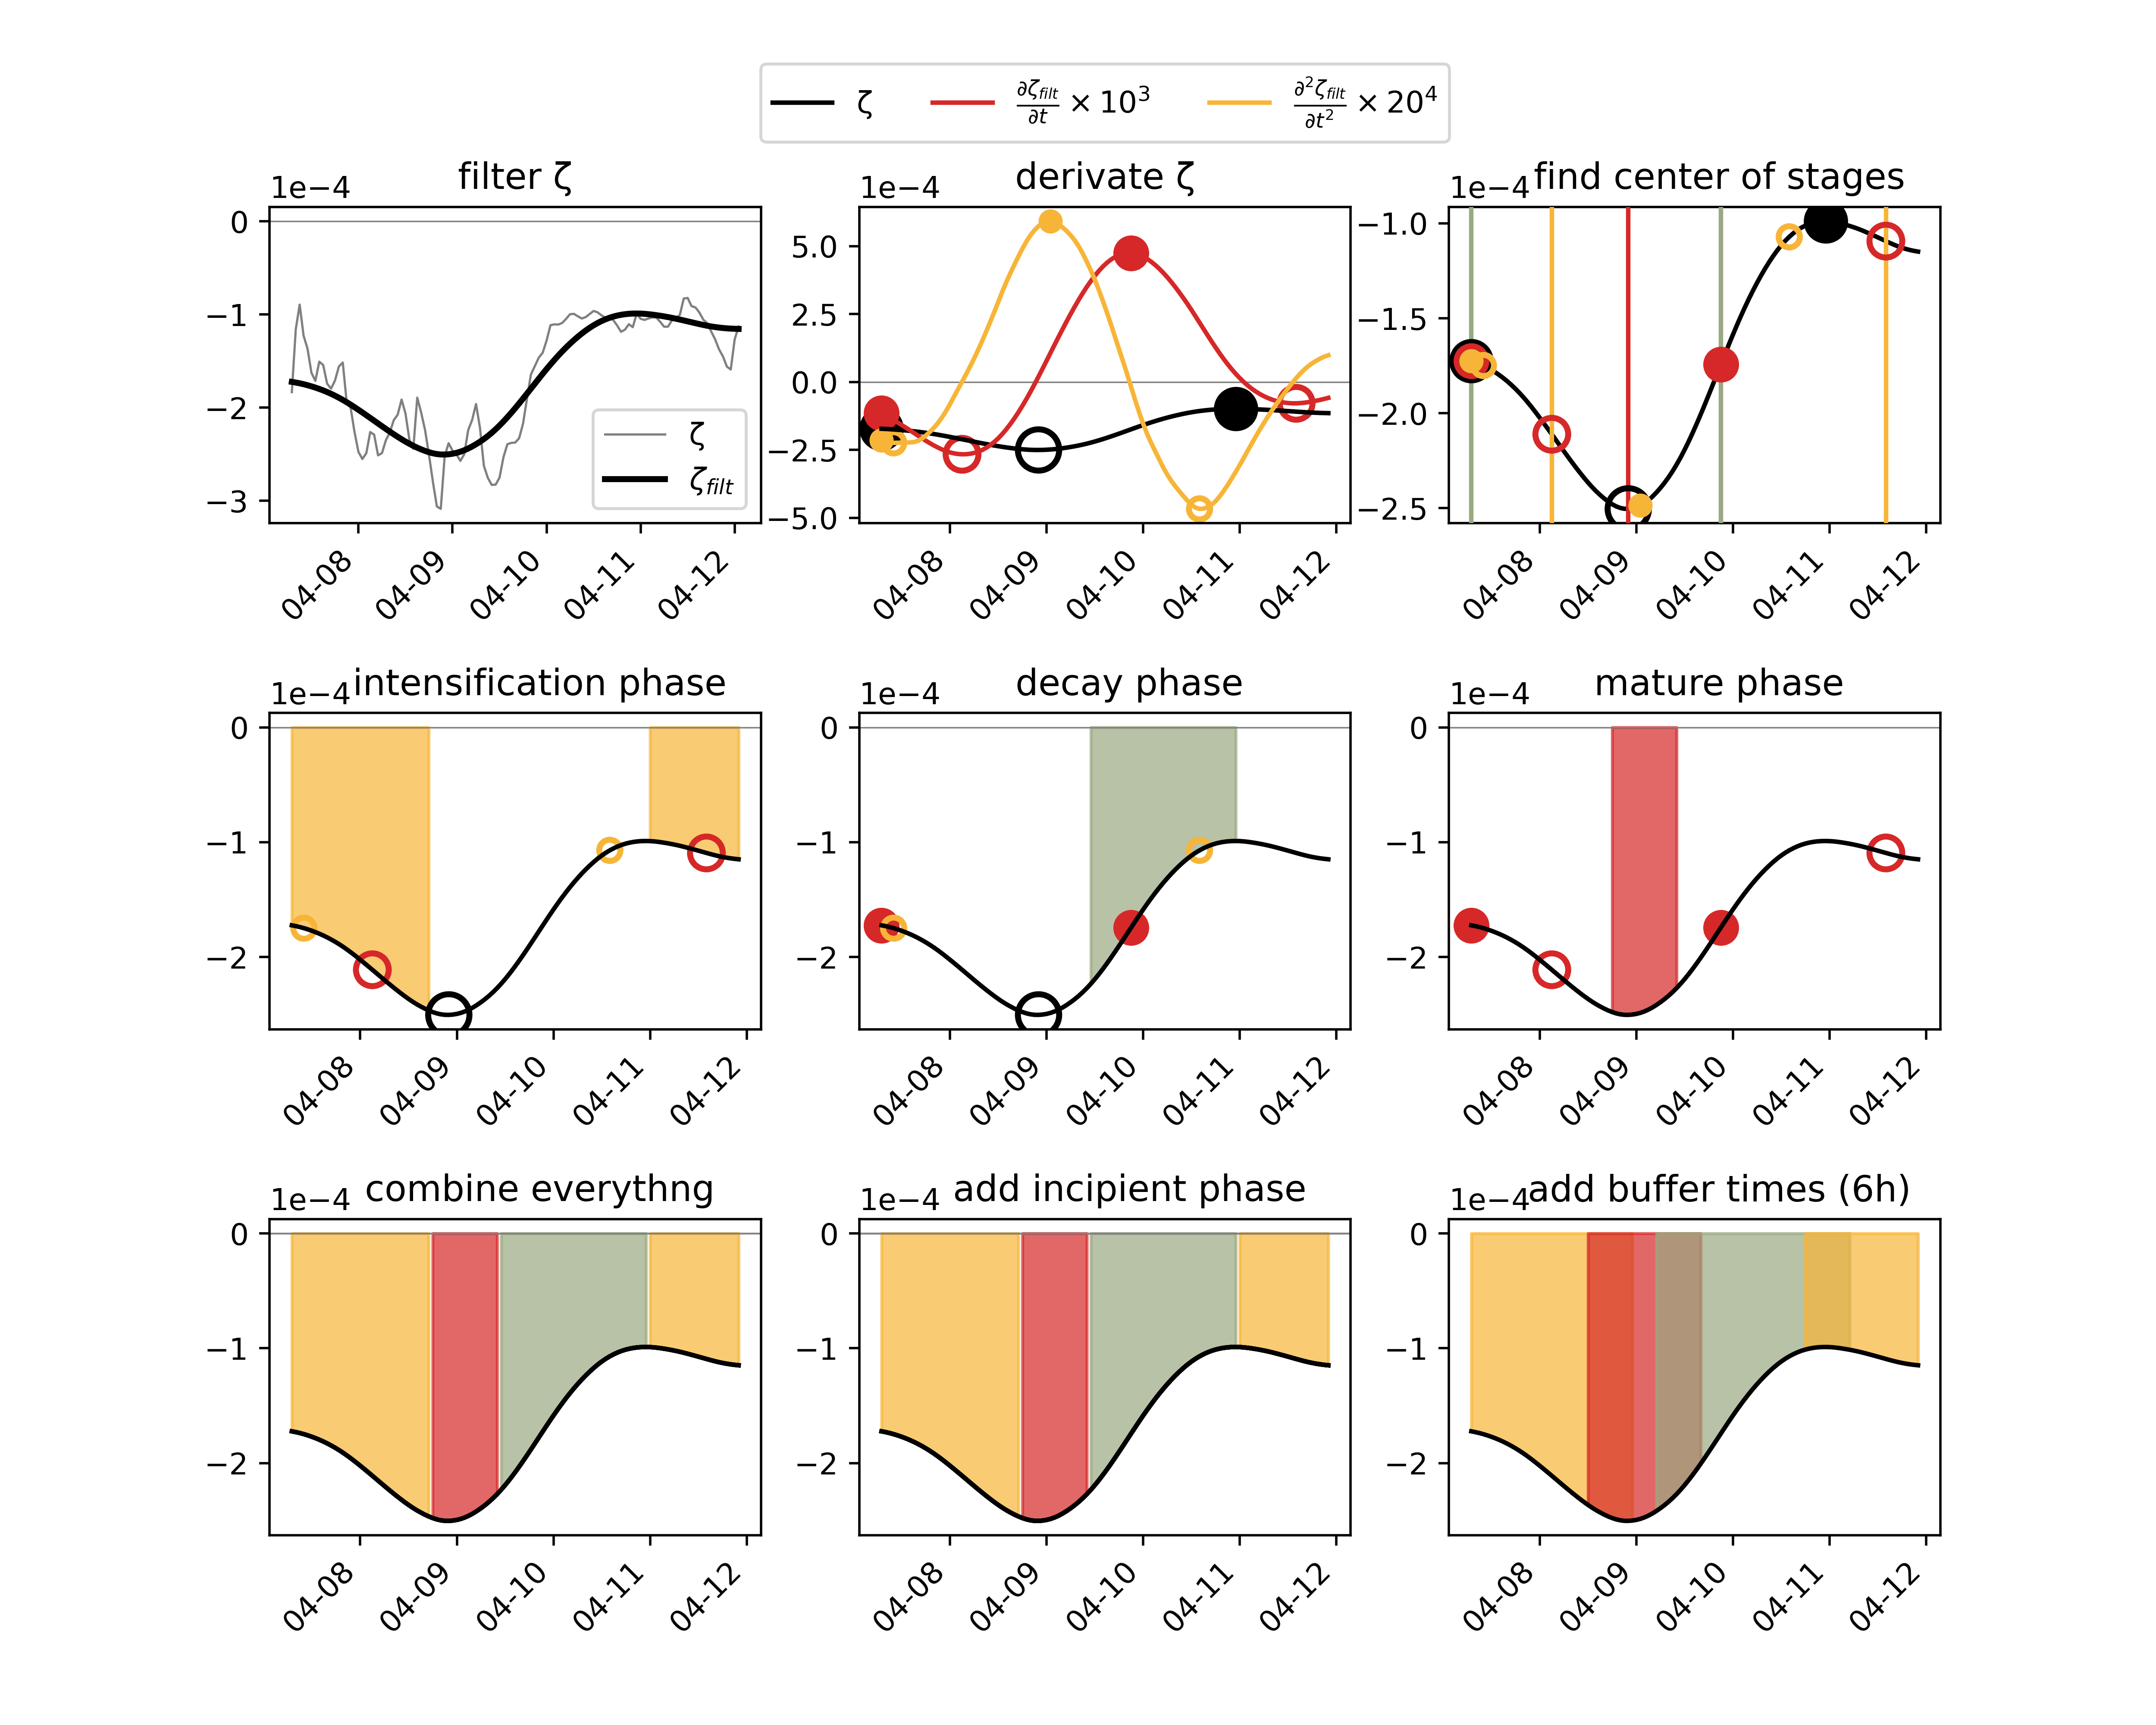 ζ ∂ζfilt/∂t × 10³ ∂²ζfilt/∂t² × 20⁴
filter ζ
1e−4
0
−1
−2
−3
ζ
ζfilt
04-08 04-09 04-10 04-11 04-12
derivate ζ
1e−4
5.0
2.5
0.0
−2.5
−5.0
04-08 04-09 04-10 04-11 04-12
find center of stages
1e−4
−1.0
−1.5
−2.0
−2.5
04-08 04-09 04-10 04-11 04-12
intensification phase
1e−4
0
−1
−2
04-08 04-09 04-10 04-11 04-12
decay phase
1e−4
0
−1
−2
04-08 04-09 04-10 04-11 04-12
mature phase
1e−4
0
−1
−2
04-08 04-09 04-10 04-11 04-12
combine everythng
1e−4
0
−1
−2
04-08 04-09 04-10 04-11 04-12
add incipient phase
1e−4
0
−1
−2
04-08 04-09 04-10 04-11 04-12
add buffer times (6h)
1e−4
0
−1
−2
04-08 04-09 04-10 04-11 04-12